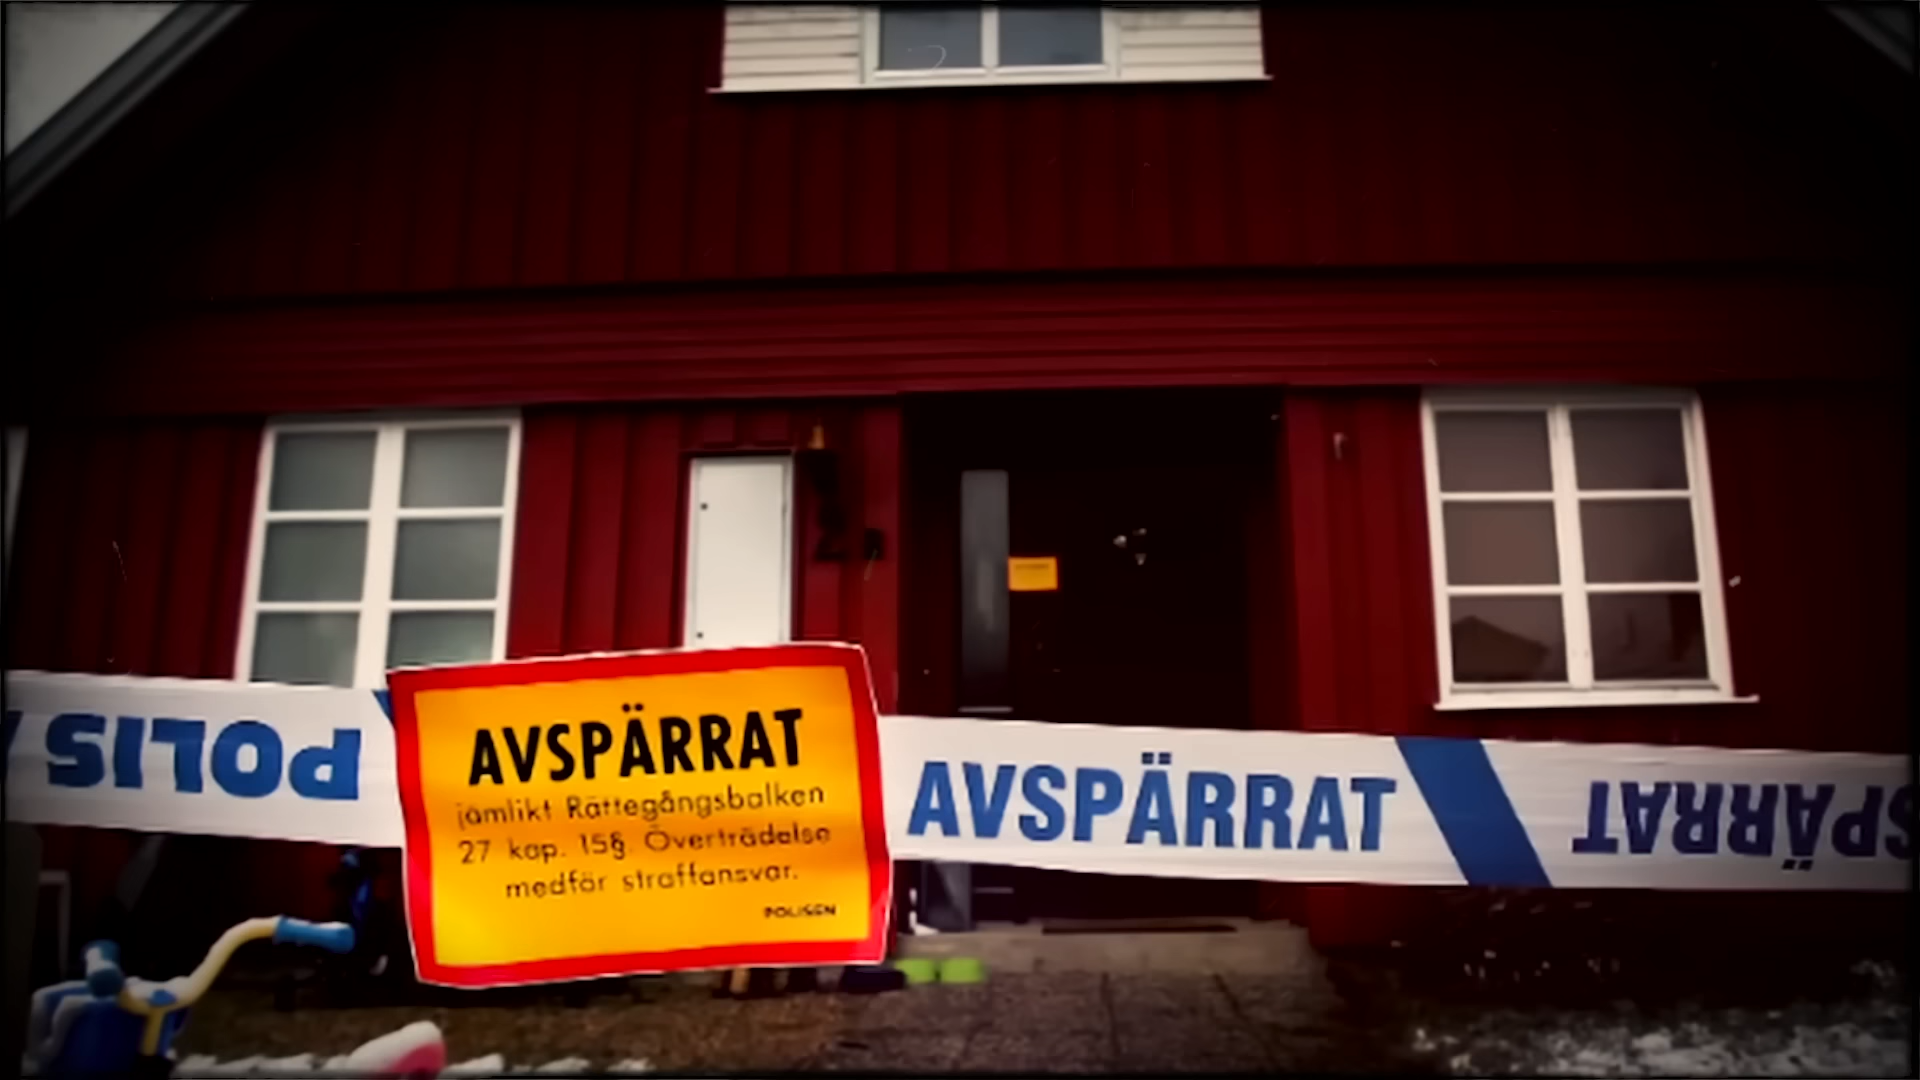 POLIS
AVSPÄRRAT
jämlikt Rättegångsbalken
27 kap. 15§. Överträdelse
medför straffansvar.
POLISEN
AVSPÄRRAT
SPÄRRAT